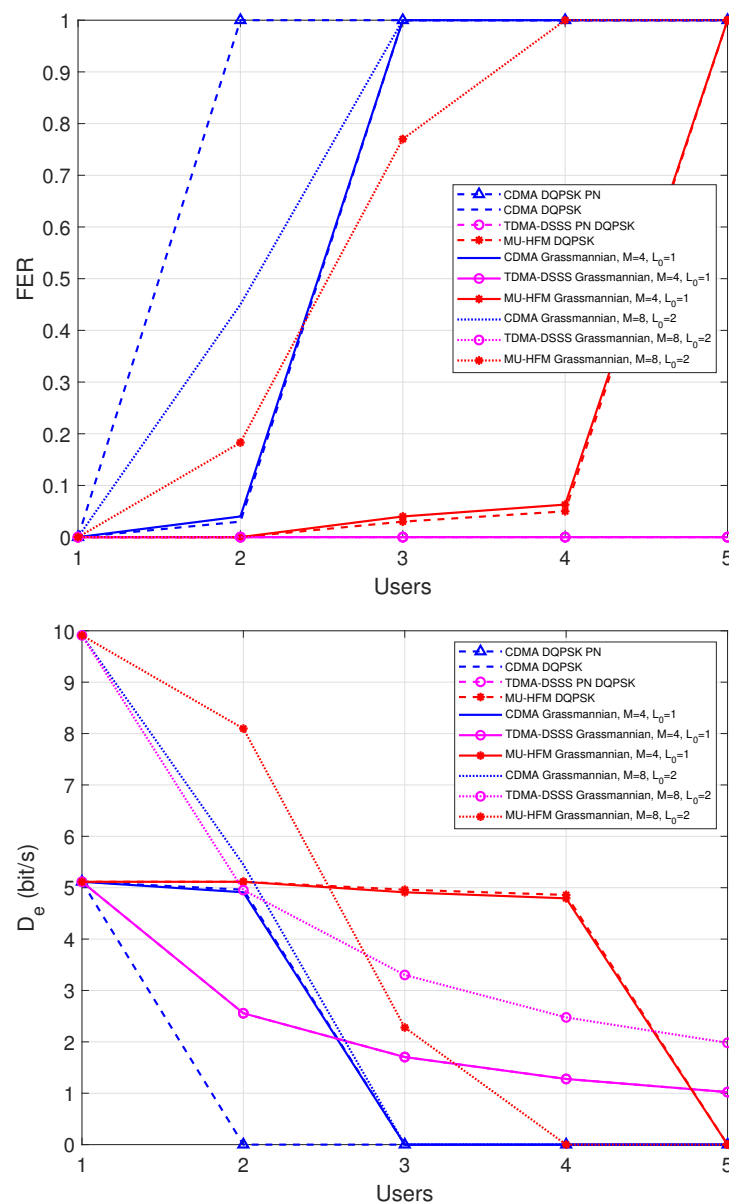 1
0.9
0.8
0.7
0.6
0.5
0.4
0.3
0.2
0.1
0
FER
CDMA DQPSK PN
CDMA DQPSK
TDMA-DSSS PN DQPSK
MU-HFM DQPSK
CDMA Grassmannian, M=4, L0=1
TDMA-DSSS Grassmannian, M=4, L0=1
MU-HFM Grassmannian, M=4, L0=1
CDMA Grassmannian, M=8, L0=2
TDMA-DSSS Grassmannian, M=8, L0=2
MU-HFM Grassmannian, M=8, L0=2
1 2 3 4 5
Users
10
9
8
7
6
5
4
3
2
1
0
De (bit/s)
CDMA DQPSK PN
CDMA DQPSK
TDMA-DSSS PN DQPSK
MU-HFM DQPSK
CDMA Grassmannian, M=4, L0=1
TDMA-DSSS Grassmannian, M=4, L0=1
MU-HFM Grassmannian, M=4, L0=1
CDMA Grassmannian, M=8, L0=2
TDMA-DSSS Grassmannian, M=8, L0=2
MU-HFM Grassmannian, M=8, L0=2
1 2 3 4 5
Users